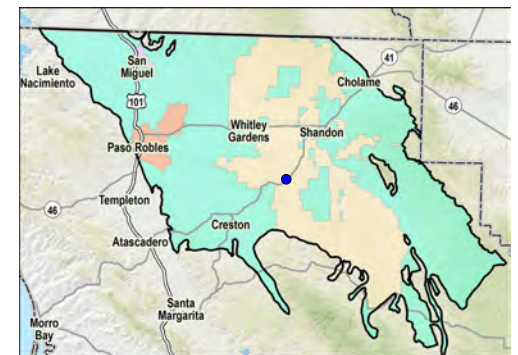 San
Miguel
41
Lake
Nacimiento
Cholame
101
46
Whitley
Gardens
Shandon
Paso Robles
Templeton
46
Creston
Atascadero
Santa
Margarita
Morro
Bay